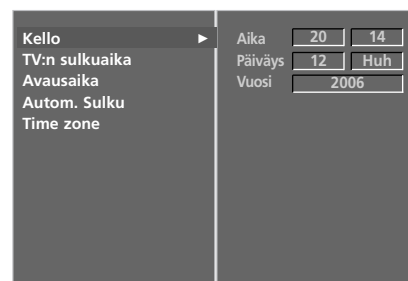 Kello ►
TV:n sulkuaika
Avausaika
Autom. Sulku
Time zone
Aika 20 14
Päiväys 12 Huh
Vuosi 2006